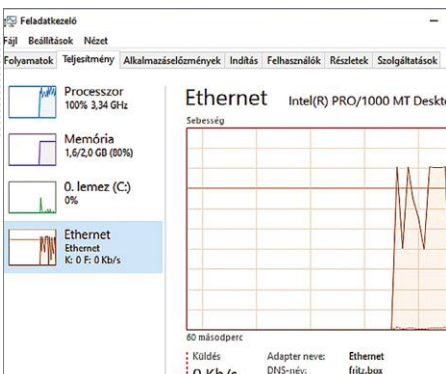 Feladatkezelő
Fájl Beállítások Nézet
Folyamatok Teljesítmény Alkalmazáselőzmények Indítás Felhasználók Részletek Szolgáltatások
Processzor
100% 3,34 GHz
Memória
1,6/2,0 GB (80%)
0. lemez (C:)
0%
Ethernet
Ethernet
K: 0 F: 0 Kb/s
Ethernet Intel(R) PRO/1000 MT
Sebesség
60 másodperc
Küldés Adapter neve: Ethernet
0 Kb/s DNS-név: fritz.box